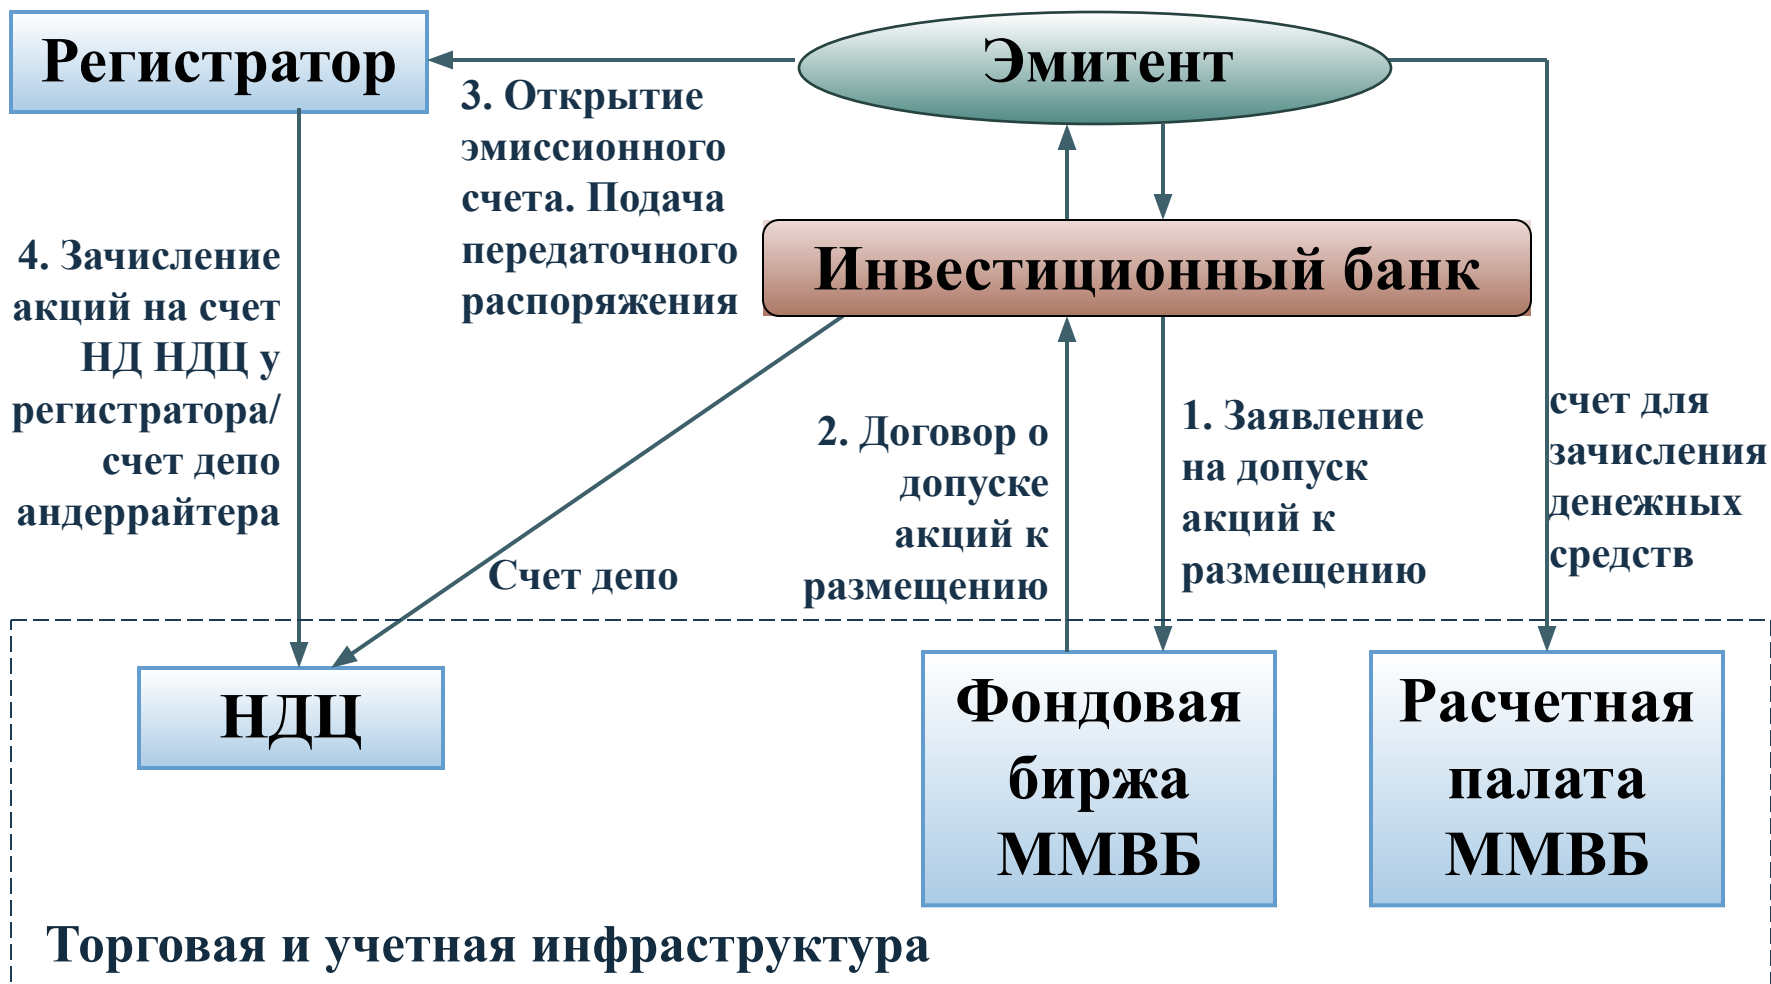 Регистратор
Эмитент
3. Открытие
эмиссионного
счета. Подача
передаточного
распоряжения
4. Зачисление
акций на счет
НД НДЦ у
регистратора/
счет депо
андеррайтера
Инвестиционный банк
2. Договор о
допуске
акций к
размещению
1. Заявление
на допуск
акций к
размещению
счет для
зачисления
денежных
средств
Счет депо
НДЦ
Фондовая
биржа
ММВБ
Расчетная
палата
ММВБ
Торговая и учетная инфраструктура